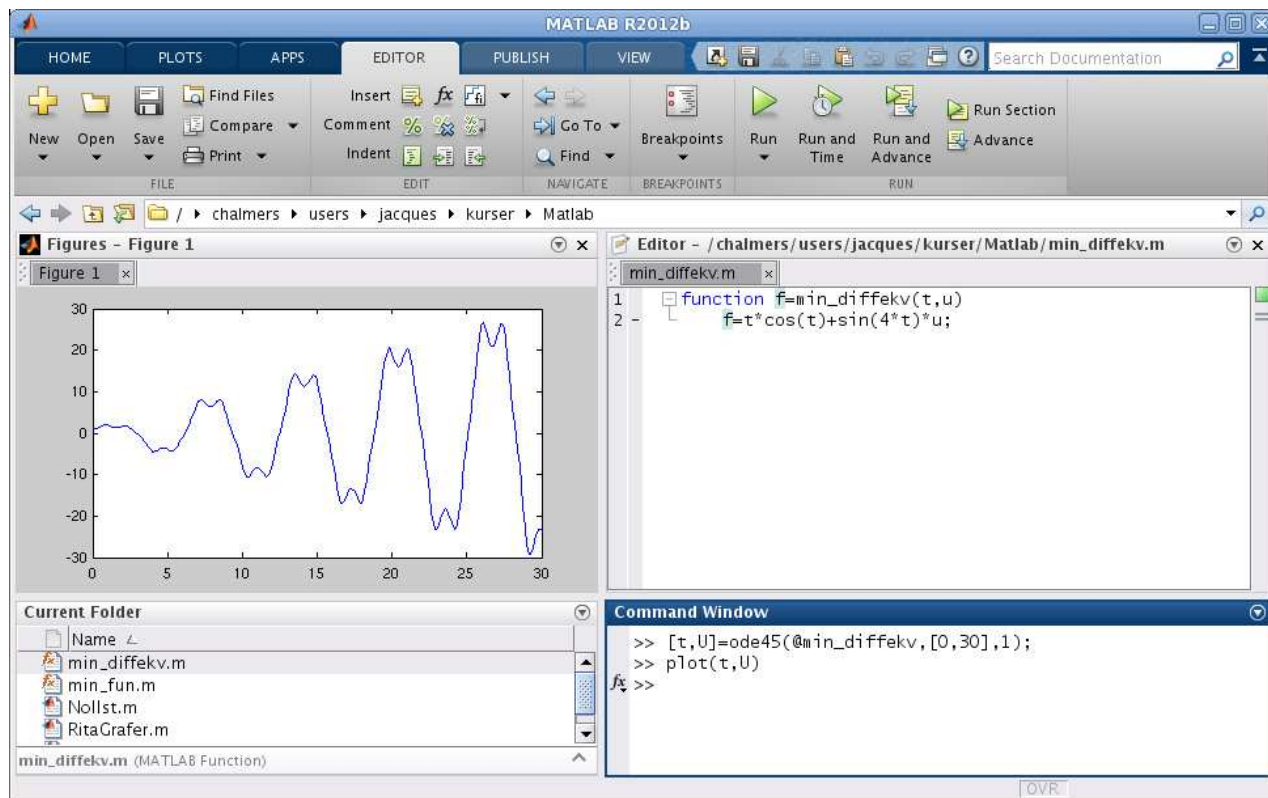 MATLAB R2012b
HOME PLOTS APPS EDITOR PUBLISH VIEW Search Documentation
New Open Save Find Files Compare Print
FILE
Insert fx fi
Comment % % %
Indent
EDIT
Go To
Find
NAVIGATE
Breakpoints
BREAKPOINTS
Run Run and Time Run and Advance Run Section Advance
RUN
/ chalmers users jacques kurser Matlab
Figures - Figure 1
Figure 1
30
20
10
0
-10
-20
-30
0 5 10 15 20 25 30
Editor - /chalmers/users/jacques/kurser/Matlab/min_diffekv.m
min_diffekv.m
1 function f=min_diffekv(t,u)
2 - f=t*cos(t)+sin(4*t)*u;
Current Folder
Name
min_diffekv.m
min_fun.m
Nollst.m
RitaGrafer.m
min_diffekv.m (MATLAB Function)
Command Window
>> [t,U]=ode45(@min_diffekv,[0,30],1);
>> plot(t,U)
fx >>
OVR